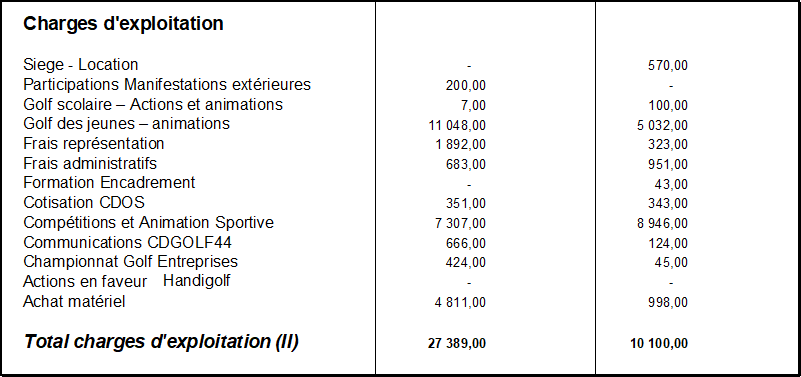 Charges d'exploitation
Siege - Location - 570,00
Participations Manifestations extérieures 200,00 -
Golf scolaire – Actions et animations 7,00 100,00
Golf des jeunes – animations 11 048,00 5 032,00
Frais représentation 1 892,00 323,00
Frais administratifs 683,00 951,00
Formation Encadrement - 43,00
Cotisation CDOS 351,00 343,00
Compétitions et Animation Sportive 7 307,00 8 946,00
Communications CDGOLF44 666,00 124,00
Championnat Golf Entreprises 424,00 45,00
Actions en faveur Handigolf - -
Achat matériel 4 811,00 998,00
Total charges d'exploitation (II) 27 389,00 10 100,00